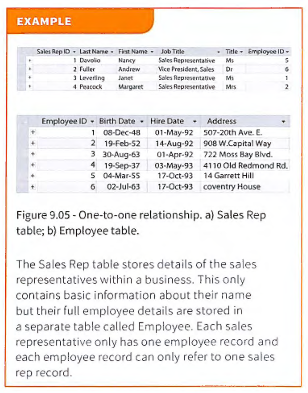 EXAMPLE
Sales Rep ID Last Name First Name Job Title Title Employee ID
+ 1 Davolio Nancy Sales Representative Ms 5
+ 2 Fuller Andrew Vice President, Sales Dr 6
+ 3 Leverling Janet Sales Representative Ms 1
+ 4 Peacock Margaret Sales Representative Mrs 2
Employee ID Birth Date Hire Date Address
+ 1 08-Dec-48 01-May-92 507-20th Ave. E.
+ 2 19-Feb-52 14-Aug-92 908 W.Capital Way
+ 3 30-Aug-63 01-Apr-92 722 Moss Bay Blvd.
+ 4 19-Sep-37 03-May-93 4110 Old Redmond Rd.
+ 5 04-Mar-55 17-Oct-93 14 Garrett Hill
+ 6 02-Jul-63 17-Oct-93 coventry House
Figure 9.05 - One-to-one relationship. a) Sales Rep
table; b) Employee table.
The Sales Rep table stores details of the sales
representatives within a business. This only
contains basic information about their name
but their full employee details are stored in
a separate table called Employee. Each sales
representative only has one employee record and
each employee record can only refer to one sales
rep record.